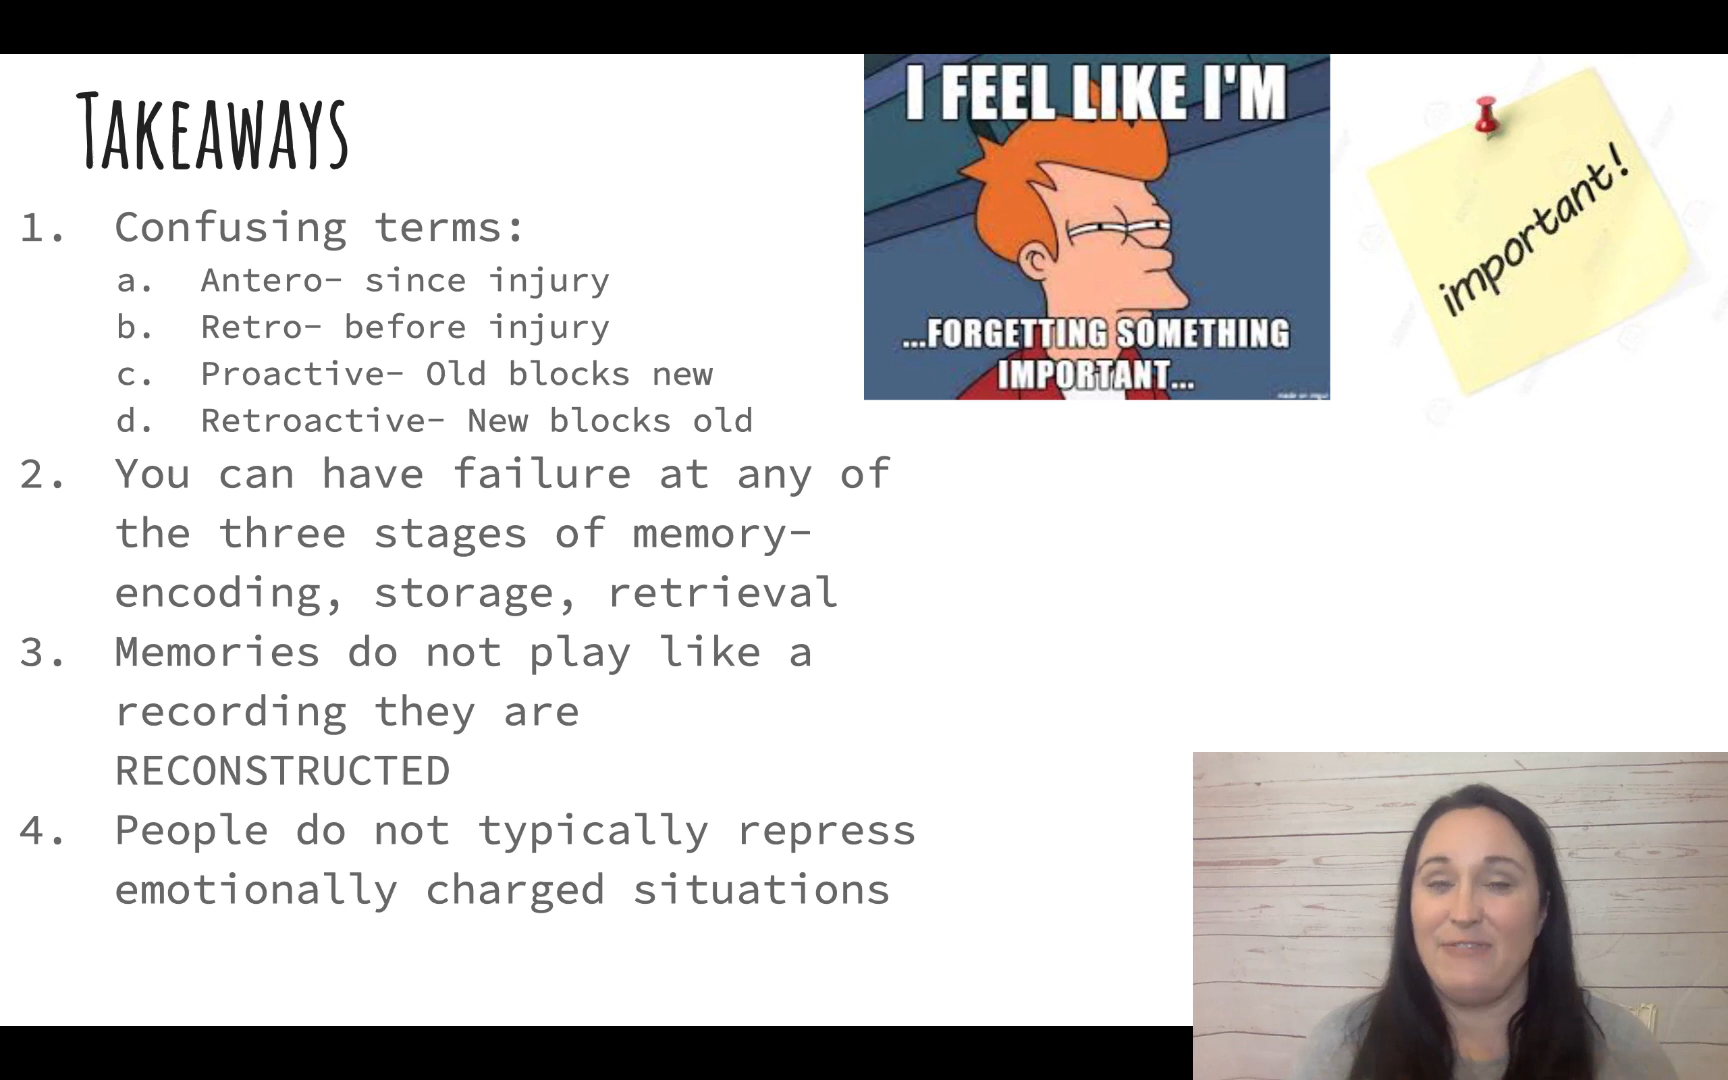 TAKEAWAYS
1. Confusing terms:
a. Antero- since injury
b. Retro- before injury
c. Proactive- Old blocks new
d. Retroactive- New blocks old
2. You can have failure at any of
the three stages of memory-
encoding, storage, retrieval
3. Memories do not play like a
recording they are
RECONSTRUCTED
4. People do not typically repress
emotionally charged situations
I FEEL LIKE I'M
...FORGETTING SOMETHING
IMPORTANT...
made on imgur
important!